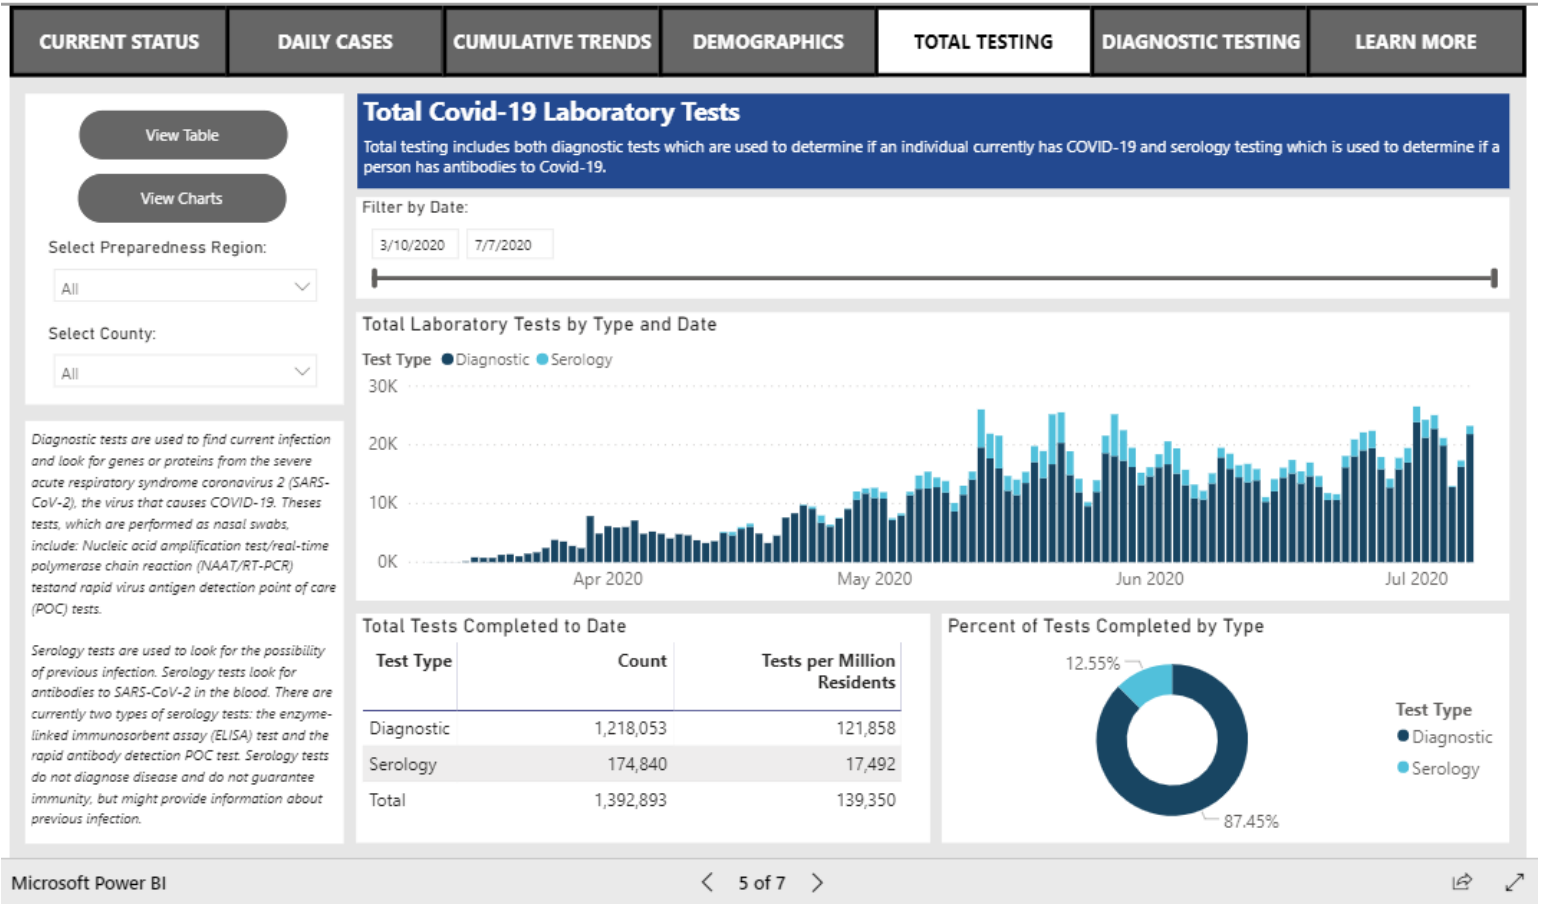 CURRENT STATUS
DAILY CASES
CUMULATIVE TRENDS
DEMOGRAPHICS
TOTAL TESTING
DIAGNOSTIC TESTING
LEARN MORE
View Table
View Charts
Select Preparedness Region:
All
Select County:
All
Diagnostic tests are used to find current infection
and look for genes or proteins from the severe
acute respiratory syndrome coronavirus 2 (SARS-
CoV-2), the virus that causes COVID-19. Theses
tests, which are performed as nasal swabs,
include: Nucleic acid amplification test/real-time
polymerase chain reaction (NAAT/RT-PCR)
testand rapid virus antigen detection point of care
(POC) tests.
Serology tests are used to look for the possibility
of previous infection. Serology tests look for
antibodies to SARS-CoV-2 in the blood. There are
currently two types of serology tests: the enzyme-
linked immunosorbent assay (ELISA) test and the
rapid antibody detection POC test. Serology tests
do not diagnose disease and do not guarantee
immunity, but might provide information about
previous infection.
Total Covid-19 Laboratory Tests
Total testing includes both diagnostic tests which are used to determine if an individual currently has COVID-19 and serology testing which is used to determine if a
person has antibodies to Covid-19.
Filter by Date:
3/10/2020 7/7/2020
Total Laboratory Tests by Type and Date
Test Type Diagnostic Serology
30K
20K
10K
0K
Apr 2020 May 2020 Jun 2020 Jul 2020
Total Tests Completed to Date
Test Type Count Tests per Million
Residents
Diagnostic 1,218,053 121,858
Serology 174,840 17,492
Total 1,392,893 139,350
Percent of Tests Completed by Type
12.55%
87.45%
Test Type
Diagnostic
Serology
Microsoft Power BI
5 of 7